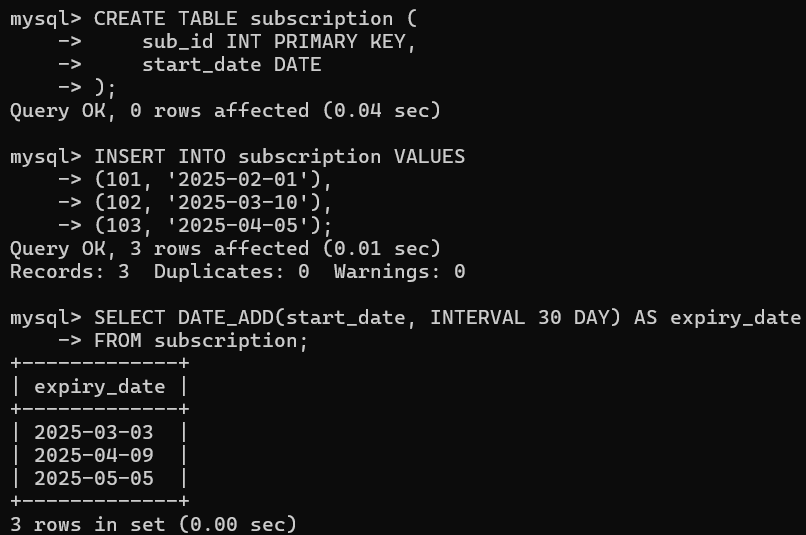 mysql> CREATE TABLE subscription (
    ->     sub_id INT PRIMARY KEY,
    ->     start_date DATE
    -> );
Query OK, 0 rows affected (0.04 sec)

mysql> INSERT INTO subscription VALUES
    -> (101, '2025-02-01'),
    -> (102, '2025-03-10'),
    -> (103, '2025-04-05');
Query OK, 3 rows affected (0.01 sec)
Records: 3  Duplicates: 0  Warnings: 0

mysql> SELECT DATE_ADD(start_date, INTERVAL 30 DAY) AS expiry_date
    -> FROM subscription;
+-------------+
| expiry_date |
+-------------+
| 2025-03-03  |
| 2025-04-09  |
| 2025-05-05  |
+-------------+
3 rows in set (0.00 sec)